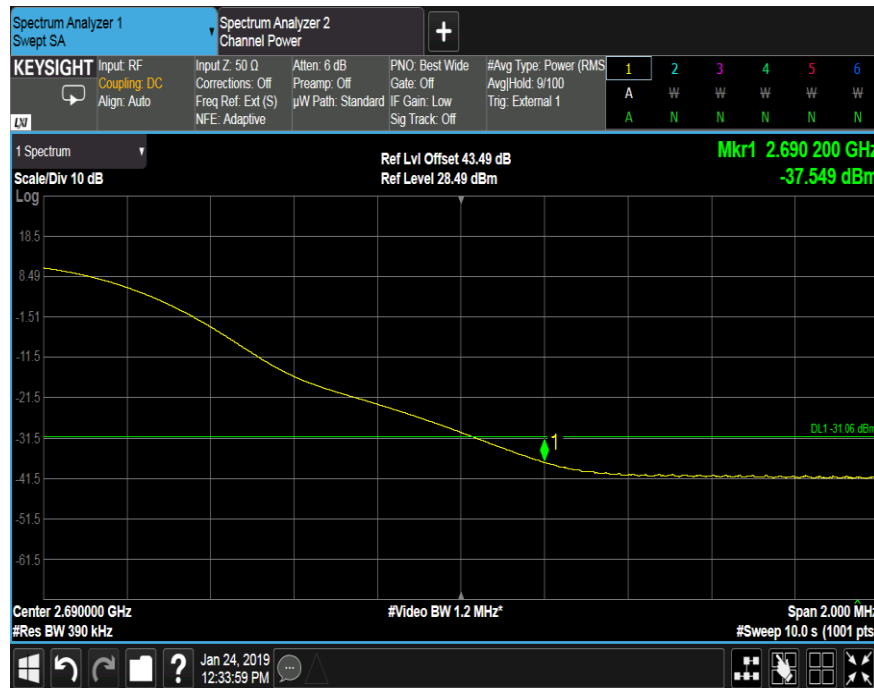 Spectrum Analyzer 1
Swept SA
Spectrum Analyzer 2
Channel Power
KEYSIGHT
LXI
Input: RF
Coupling: DC
Align: Auto
Input Z: 50 Ω
Corrections: Off
Freq Ref: Ext (S)
NFE: Adaptive
Atten: 6 dB
Preamp: Off
µW Path: Standard
PNO: Best Wide
Gate: Off
IF Gain: Low
Sig Track: Off
#Avg Type: Power (RMS
Avg|Hold: 9/100
Trig: External 1
1 2 3 4 5 6
A W W W W W
A N N N N N
1 Spectrum
Scale/Div 10 dB
Log
Ref Lvl Offset 43.49 dB
Ref Level 28.49 dBm
Mkr1 2.690 200 GHz
-37.549 dBm
18.5
8.49
-1.51
-11.5
-21.5
-31.5
-41.5
-51.5
-61.5
DL1 -31.06 dBm
1
Center 2.690000 GHz
#Res BW 390 kHz
#Video BW 1.2 MHz*
Span 2.000 MHz
#Sweep 10.0 s (1001 pts
?
Jan 24, 2019
12:33:59 PM